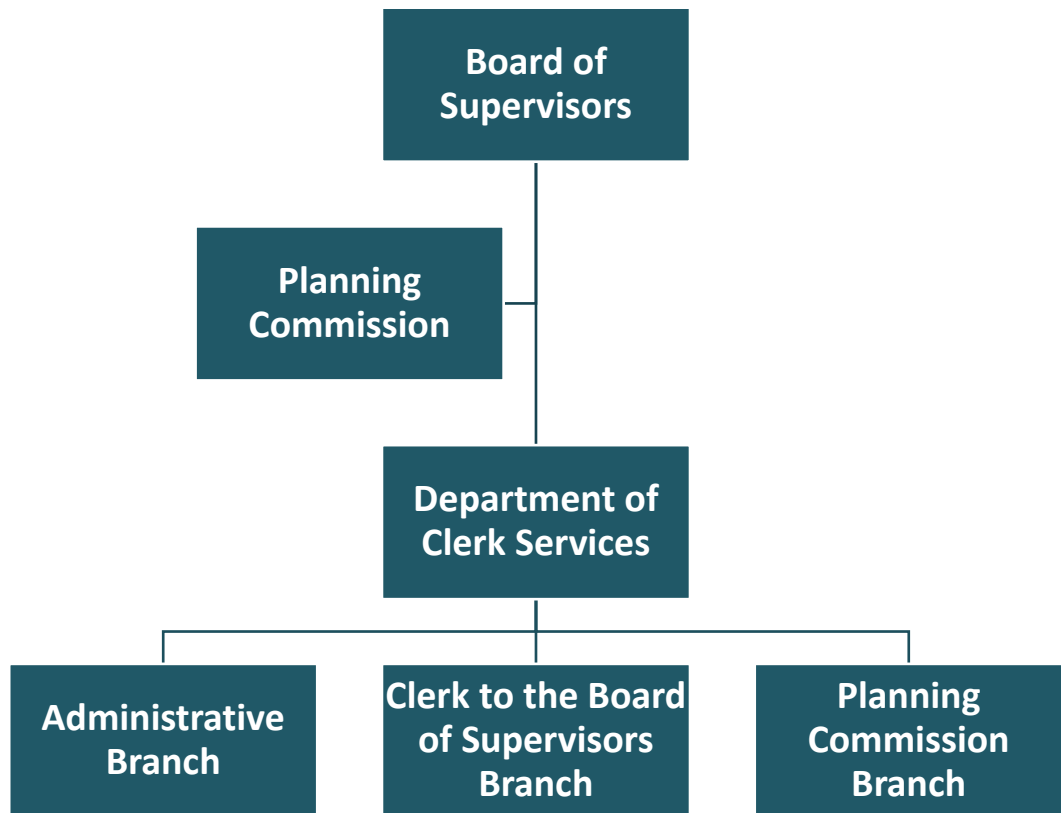 Board of
Supervisors
Planning
Commission
Department of
Clerk Services
Administrative
Branch
Clerk to the Board
of Supervisors
Branch
Planning
Commission
Branch